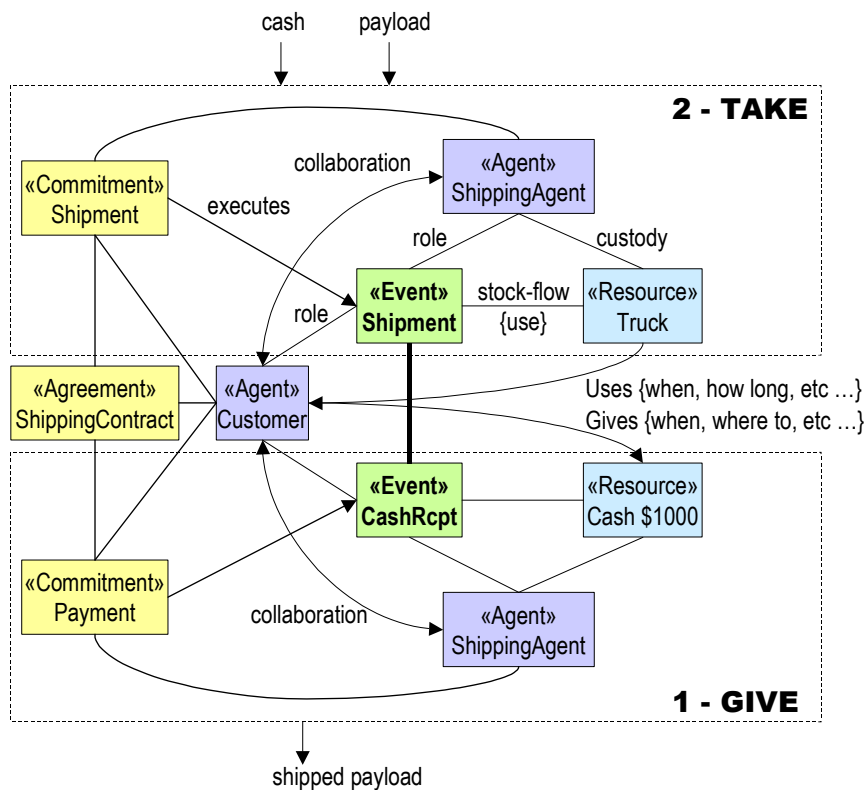 cash
payload
2 - TAKE
«Agent»
ShippingAgent
collaboration
«Commitment»
Shipment
executes
role
custody
«Event»
Shipment
stock-flow
{use}
«Resource»
Truck
role
«Agreement»
ShippingContract
«Agent»
Customer
Uses {when, how long, etc …}
Gives {when, where to, etc …}
«Event»
CashRcpt
«Resource»
Cash $1000
«Commitment»
Payment
collaboration
«Agent»
ShippingAgent
1 - GIVE
shipped payload